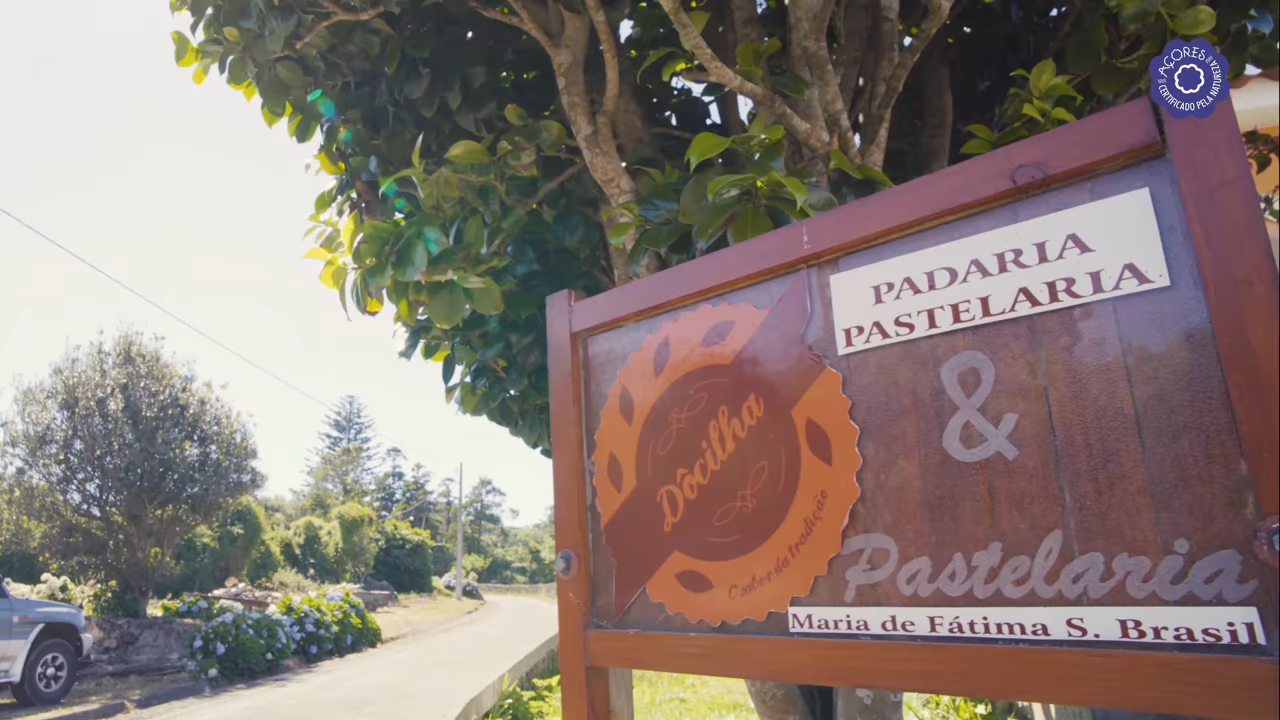 AÇORES
CERTIFICADO PELA NATUREZA
PADARIA
PASTELARIA
&
Dôcilha
O sabor da tradição
Pastelaria
Maria de Fátima S. Brasil